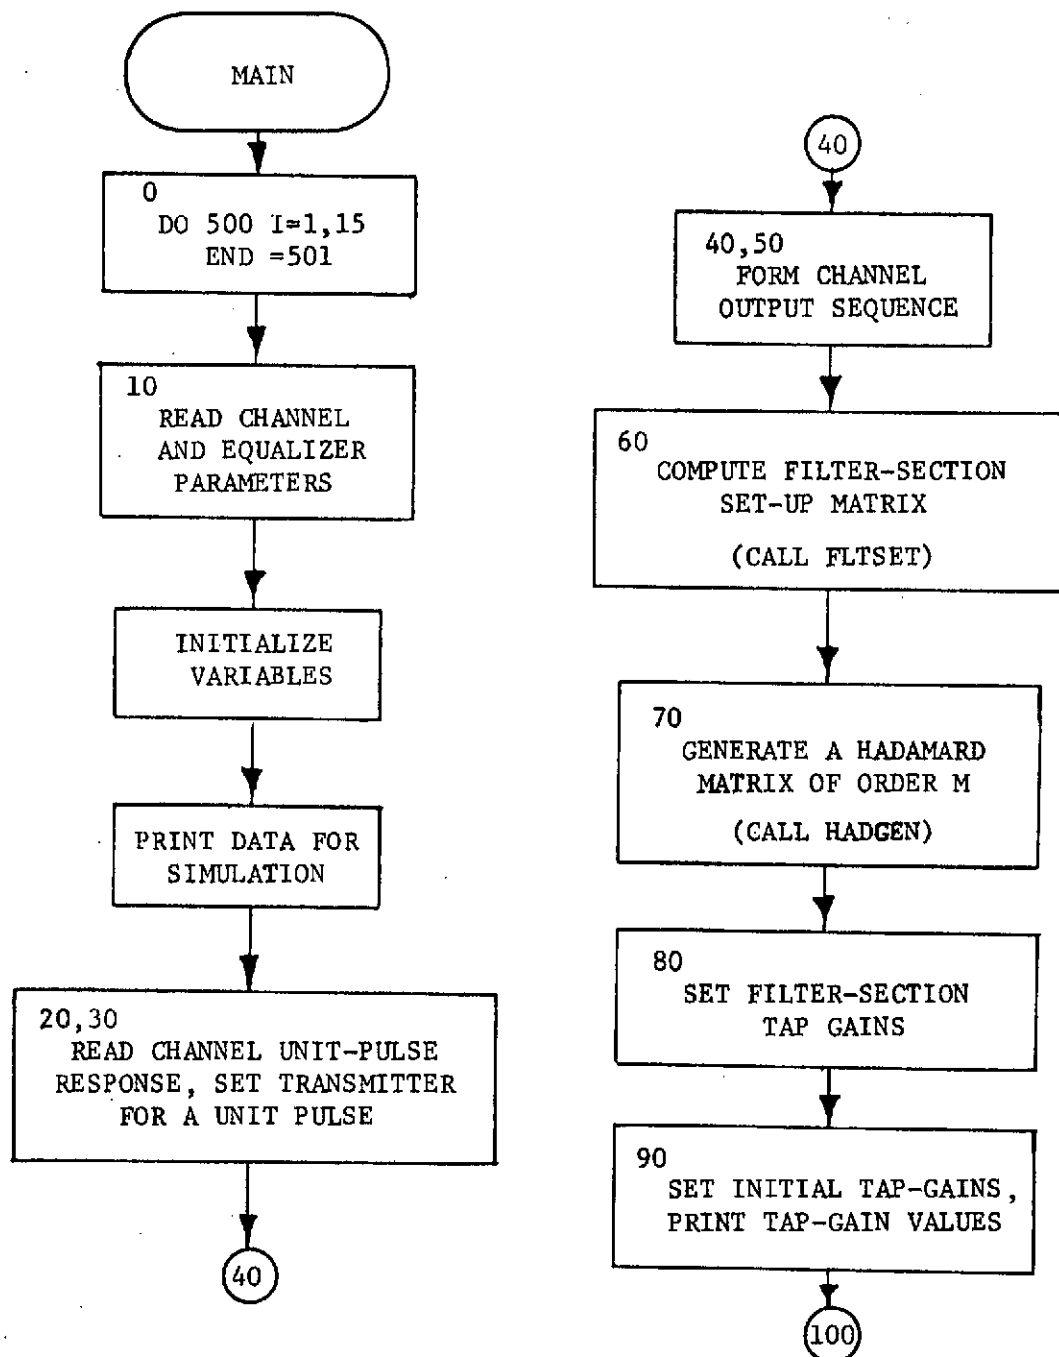 MAIN
0
DO 500 I=1,15
END =501
10
READ CHANNEL
AND EQUALIZER
PARAMETERS
INITIALIZE
VARIABLES
PRINT DATA FOR
SIMULATION
20,30
READ CHANNEL UNIT-PULSE
RESPONSE, SET TRANSMITTER
FOR A UNIT PULSE
40
40
40,50
FORM CHANNEL
OUTPUT SEQUENCE
60
COMPUTE FILTER-SECTION
SET-UP MATRIX
(CALL FLTSET)
70
GENERATE A HADAMARD
MATRIX OF ORDER M
(CALL HADGEN)
80
SET FILTER-SECTION
TAP GAINS
90
SET INITIAL TAP-GAINS,
PRINT TAP-GAIN VALUES
100